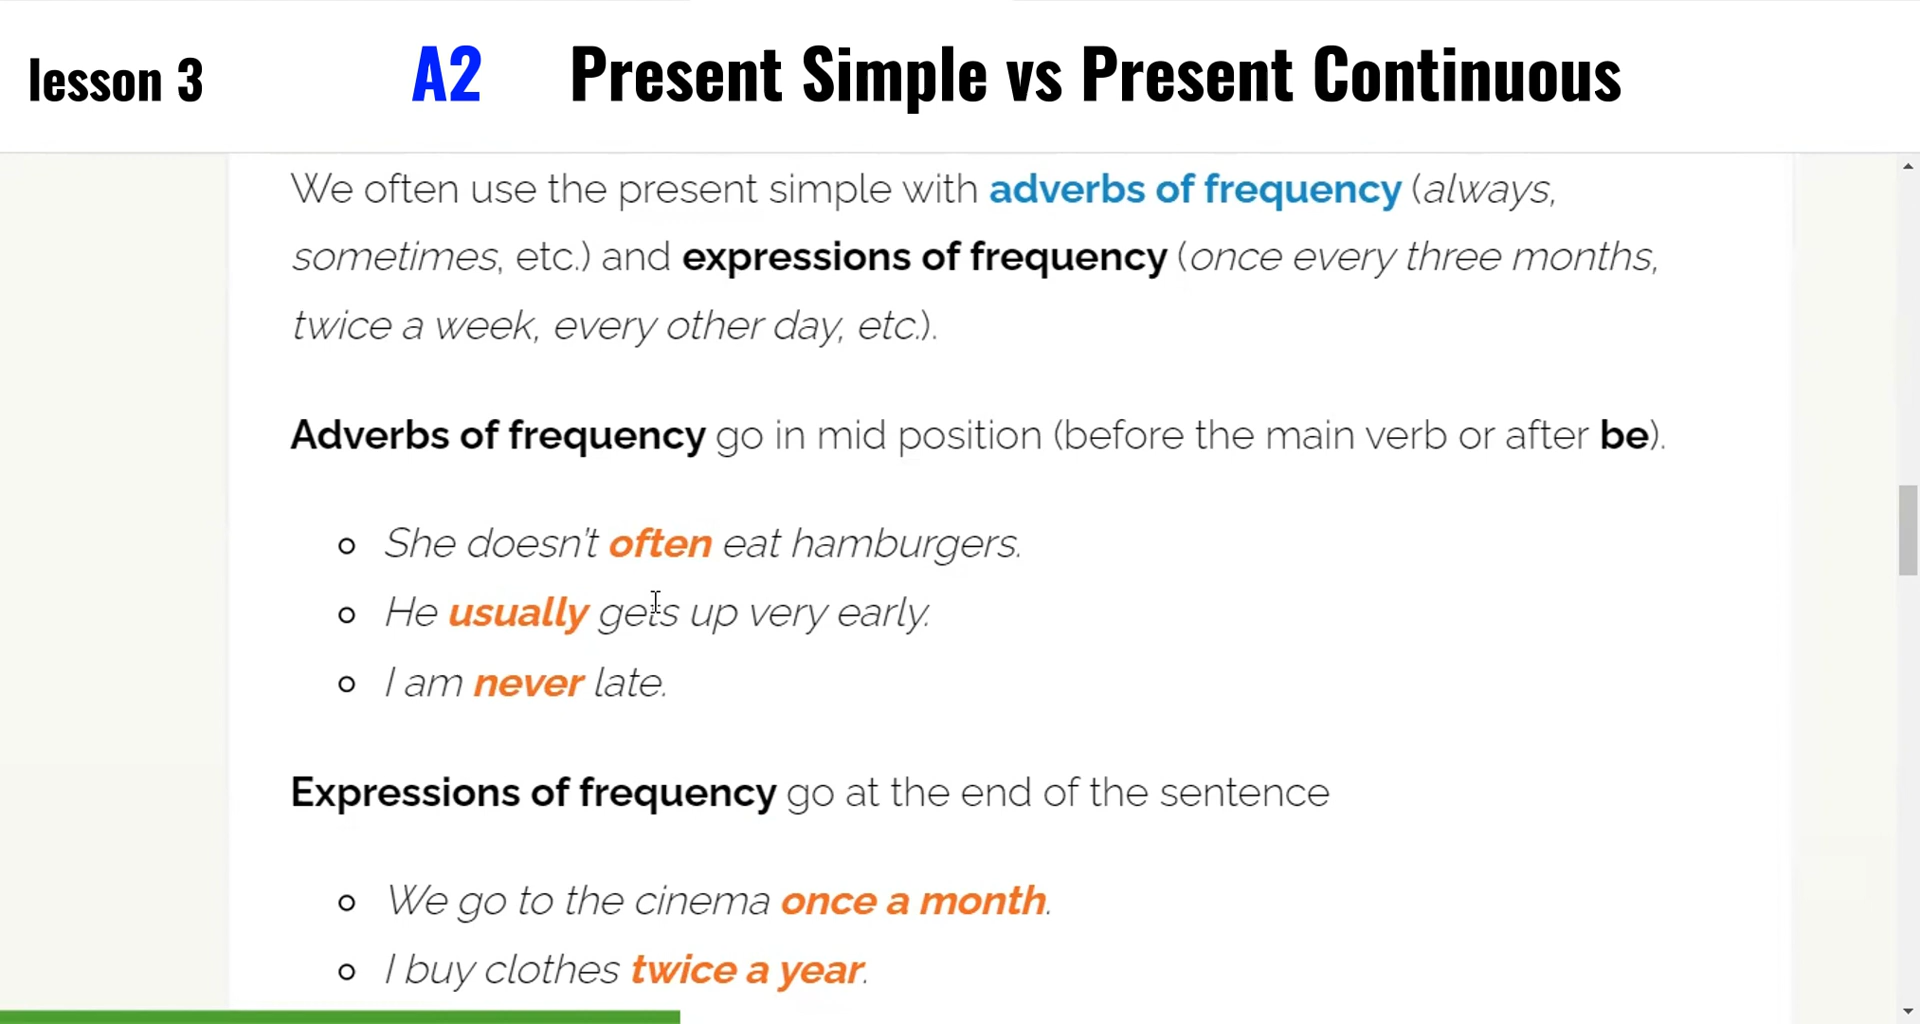 lesson 3 A2 Present Simple vs Present Continuous
We often use the present simple with adverbs of frequency (always,
sometimes, etc.) and expressions of frequency (once every three months,
twice a week, every other day, etc.).
Adverbs of frequency go in mid position (before the main verb or after be).
She doesn't often eat hamburgers.
He usually gets up very early.
I am never late.
Expressions of frequency go at the end of the sentence
We go to the cinema once a month.
I buy clothes twice a year.